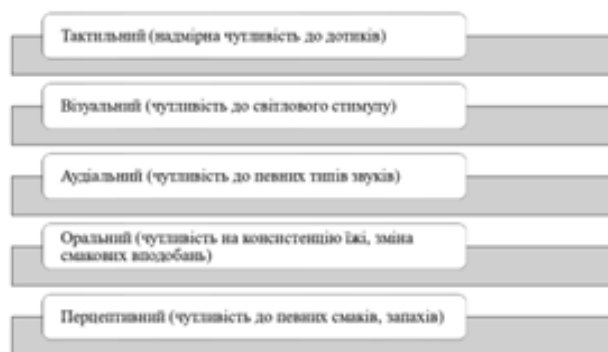 Тактильний (надмірна чутливість до дотиків)
Візуальний (чутливість до світлового стимулу)
Аудіальний (чутливість до певних типів звуків)
Оральний (чутливість на консистенцію їжі, зміна
смакових вподобань)
Перцептивний (чутливість до певних смаків, запахів)